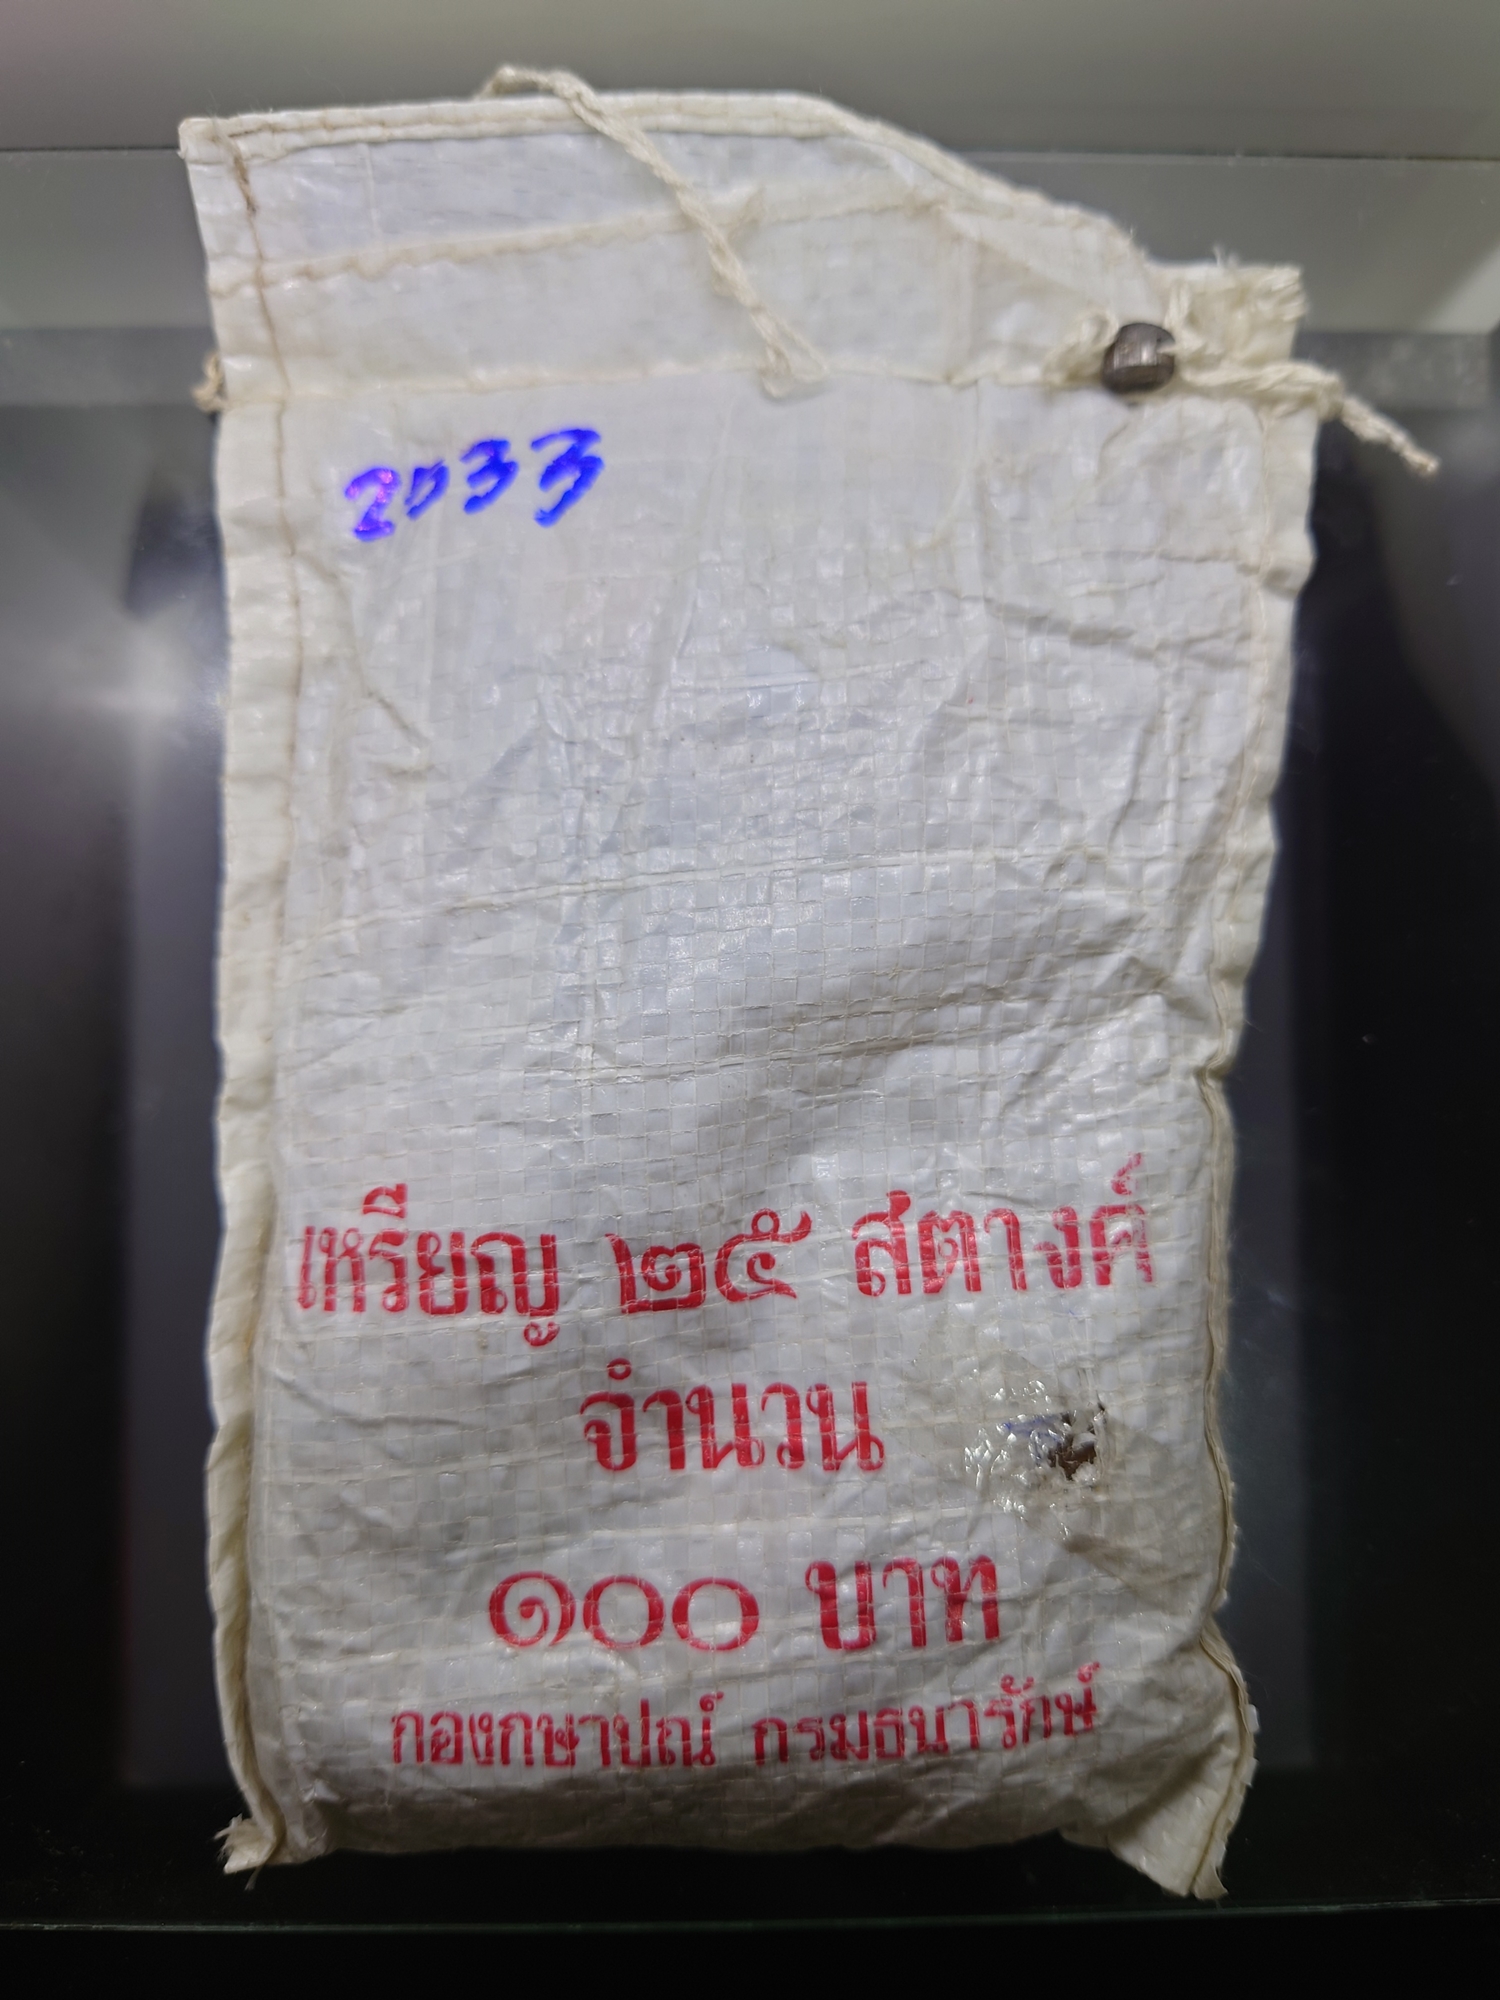 2033
เหรียญ ๒๕ สตางค์
จำนวน
๑๐๐ บาท
กองกษาปณ์ กรมธนารักษ์